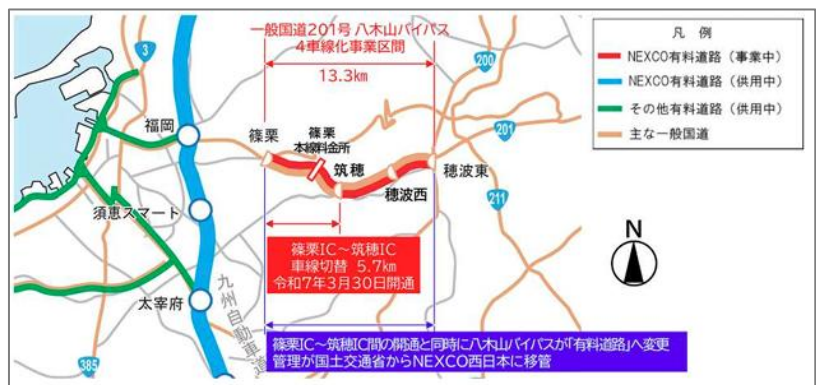 一般国道201号 八木山バイパス
4車線化事業区間
13.3km
凡 例
NEXCO有料道路（事業中）
NEXCO有料道路（供用中）
その他有料道路（供用中）
主な一般国道
3
200
201
211
385
福岡
篠栗
篠栗
本線料金所
筑穂
穂波西
穂波東
須恵スマート
太宰府
九州自動車道
N
篠栗IC～筑穂IC
車線切替 5.7km
令和7年3月30日開通
篠栗IC～筑穂IC間の開通と同時に八木山バイパスが「有料道路」へ変更
管理が国土交通省からNEXCO西日本に移管